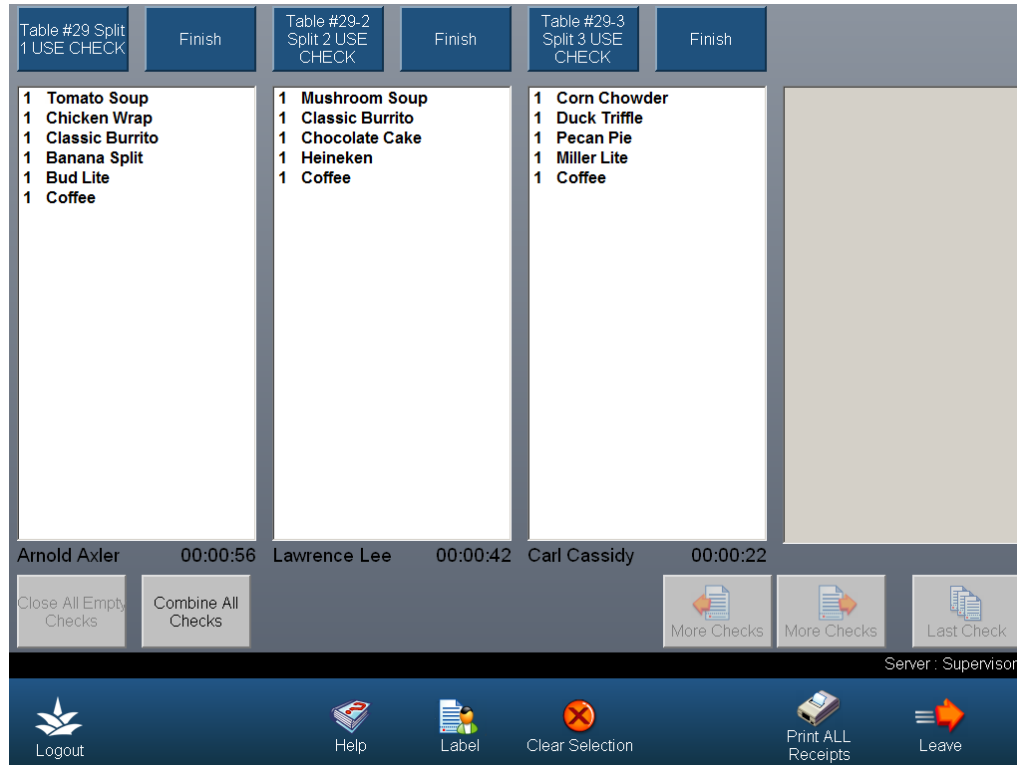 Table #29 Split
1 USE CHECK
Finish
Table #29-2
Split 2 USE
CHECK
Finish
Table #29-3
Split 3 USE
CHECK
Finish
1 Tomato Soup
1 Chicken Wrap
1 Classic Burrito
1 Banana Split
1 Bud Lite
1 Coffee
1 Mushroom Soup
1 Classic Burrito
1 Chocolate Cake
1 Heineken
1 Coffee
1 Corn Chowder
1 Duck Triffle
1 Pecan Pie
1 Miller Lite
1 Coffee
Arnold Axler 00:00:56
Lawrence Lee 00:00:42
Carl Cassidy 00:00:22
Close All Empty
Checks
Combine All
Checks
More Checks
More Checks
Last Check
Server : Supervisor
Logout
Help
Label
Clear Selection
Print ALL
Receipts
Leave